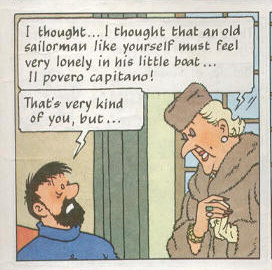 I thought... I thought that an old
sailorman like yourself must feel
very lonely in his little boat...
Il povero capitano!
That's very kind
of you, but...